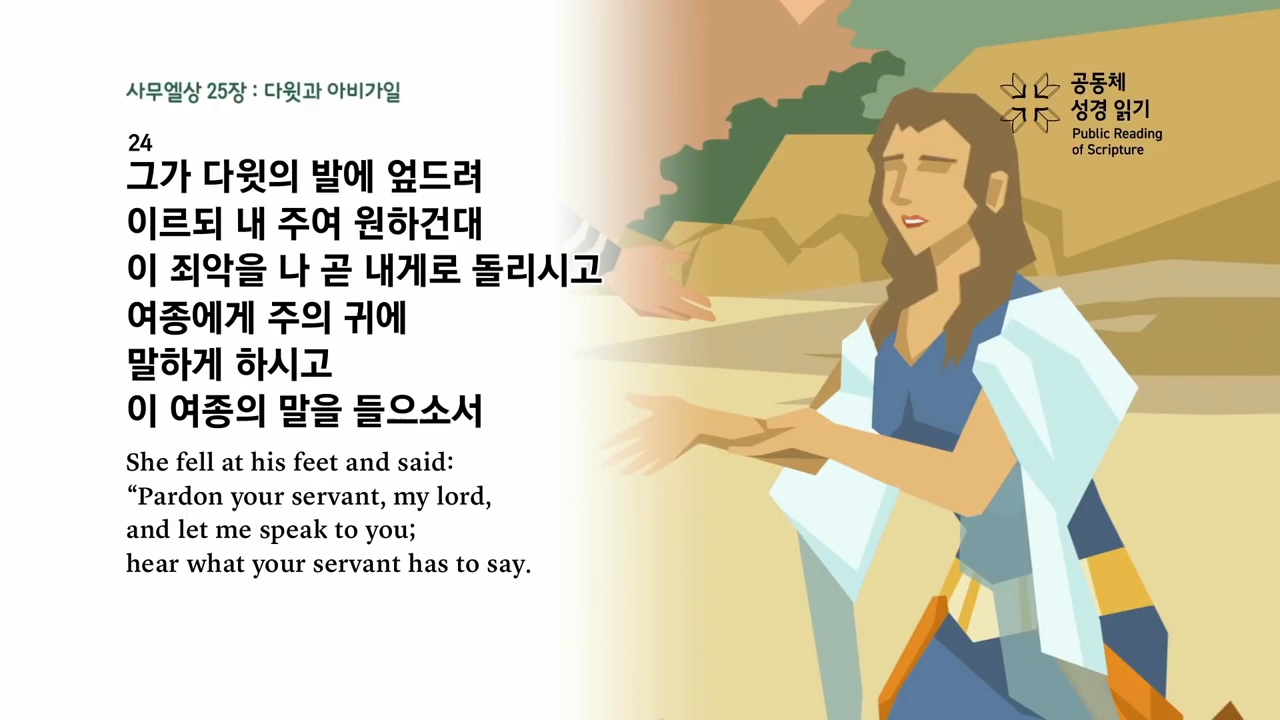 사무엘상 25장 : 다윗과 아비가일
공동체
성경 읽기
Public Reading
of Scripture
24
그가 다윗의 발에 엎드려
이르되 내 주여 원하건대
이 죄악을 나 곧 내게로 돌리시고
여종에게 주의 귀에
말하게 하시고
이 여종의 말을 들으소서
She fell at his feet and said:
“Pardon your servant, my lord,
and let me speak to you;
hear what your servant has to say.